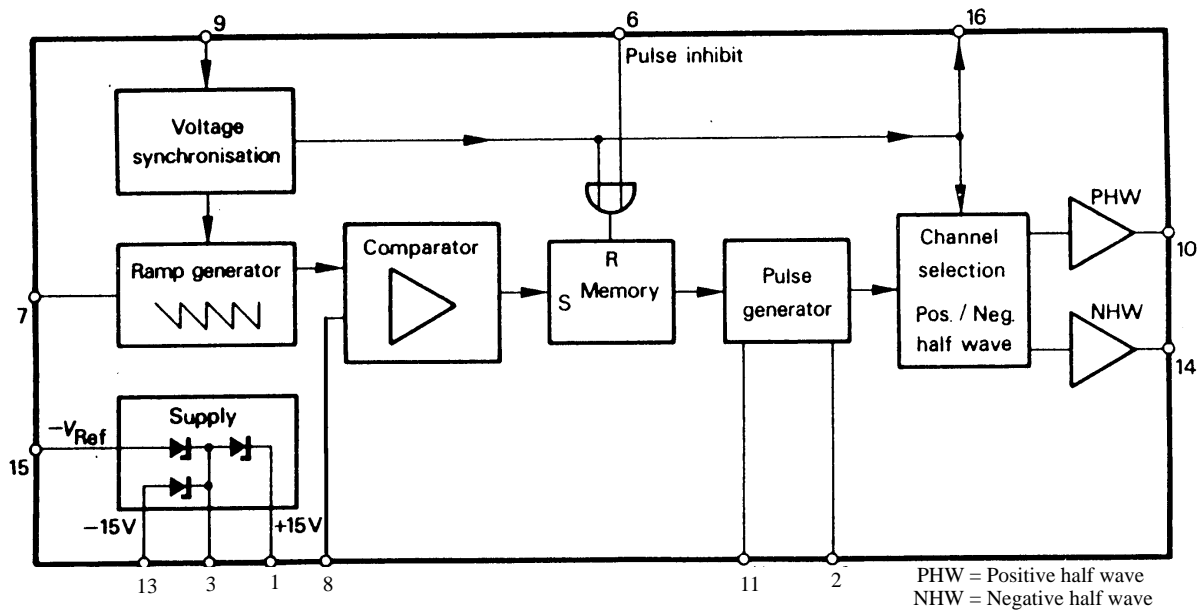 9
6
16
Pulse inhibit
Voltage
synchronisation
PHW
10
Channel
selection
Pos. / Neg.
half wave
Comparator
R
S Memory
Pulse
generator
Ramp generator
7
NHW
14
Supply
-VRef
15
-15V
+15V
13
3
1
8
11
2
PHW = Positive half wave
NHW = Negative half wave